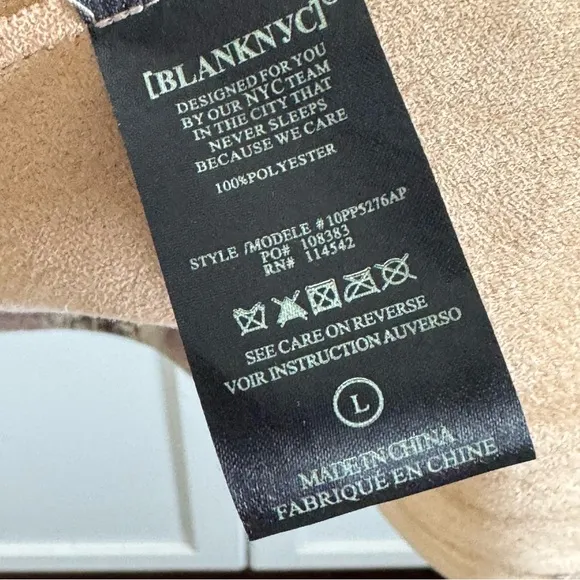 [BLANKNYC]®
DESIGNED FOR YOU
BY OUR NYC TEAM
IN THE CITY THAT
NEVER SLEEPS
BECAUSE WE CARE
100%POLYESTER
STYLE /MODELE #10PP5276AP
PO# 108383
RN# 114542
SEE CARE ON REVERSE
VOIR INSTRUCTION AUVERSO
L
MADE IN CHINA
FABRIQUE EN CHINE